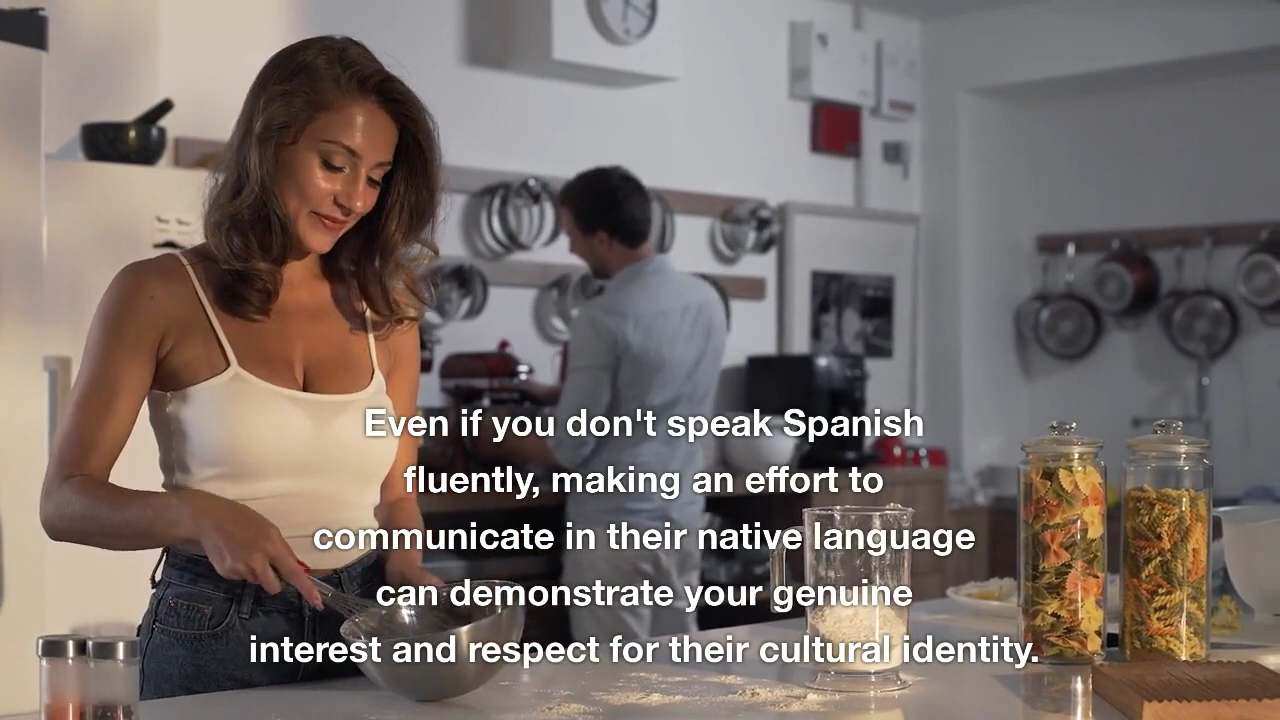 Even if you don't speak Spanish
fluently, making an effort to
communicate in their native language
can demonstrate your genuine
interest and respect for their cultural identity.